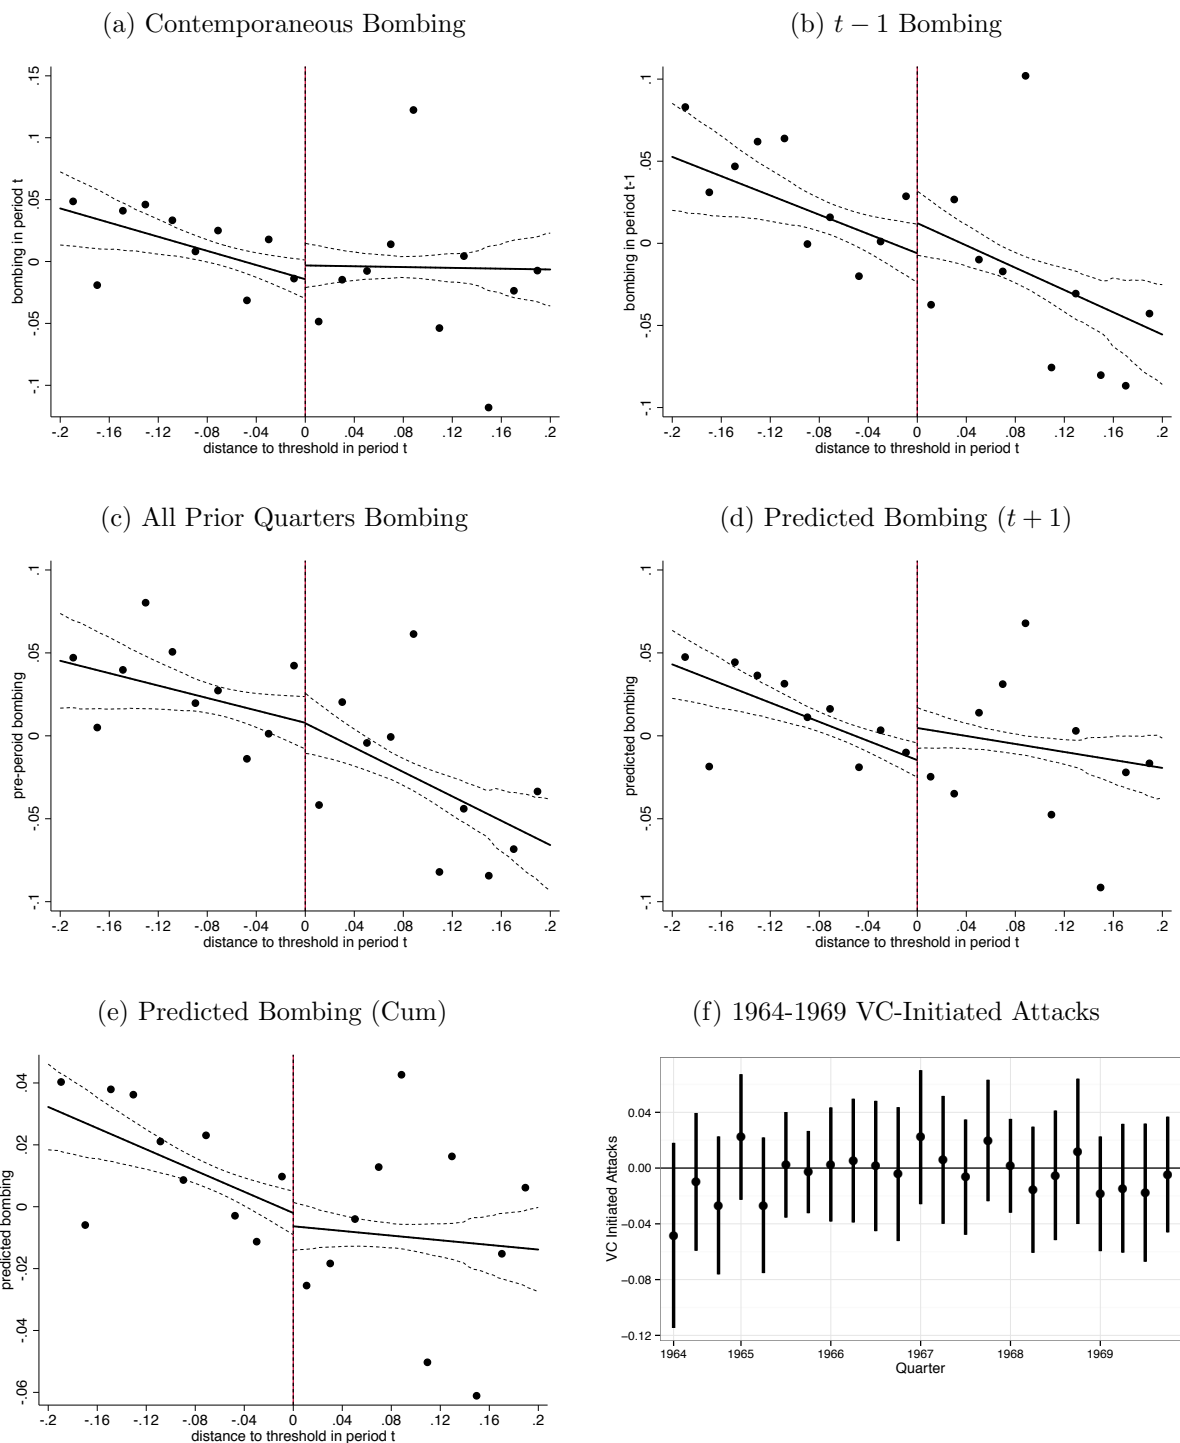 (a) Contemporaneous Bombing
.15
.1
.05
0
-.05
-.1
bombing in period t
-.2 -.16 -.12 -.08 -.04 0 .04 .08 .12 .16 .2
distance to threshold in period t
(b) t − 1 Bombing
.1
.05
0
-.05
-.1
bombing in period t-1
-.2 -.16 -.12 -.08 -.04 0 .04 .08 .12 .16 .2
distance to threshold in period t
(c) All Prior Quarters Bombing
.1
.05
0
-.05
-.1
pre-peroid bombing
-.2 -.16 -.12 -.08 -.04 0 .04 .08 .12 .16 .2
distance to threshold in period t
(d) Predicted Bombing (t + 1)
.1
.05
0
-.05
-.1
predicted bombing
-.2 -.16 -.12 -.08 -.04 0 .04 .08 .12 .16 .2
distance to threshold in period t
(e) Predicted Bombing (Cum)
.04
.02
0
-.02
-.04
-.06
predicted bombing
-.2 -.16 -.12 -.08 -.04 0 .04 .08 .12 .16 .2
distance to threshold in period t
(f) 1964-1969 VC-Initiated Attacks
0.04
0.00
−0.04
−0.08
−0.12
VC Initiated Attacks
1964 1965 1966 1967 1968 1969
Quarter